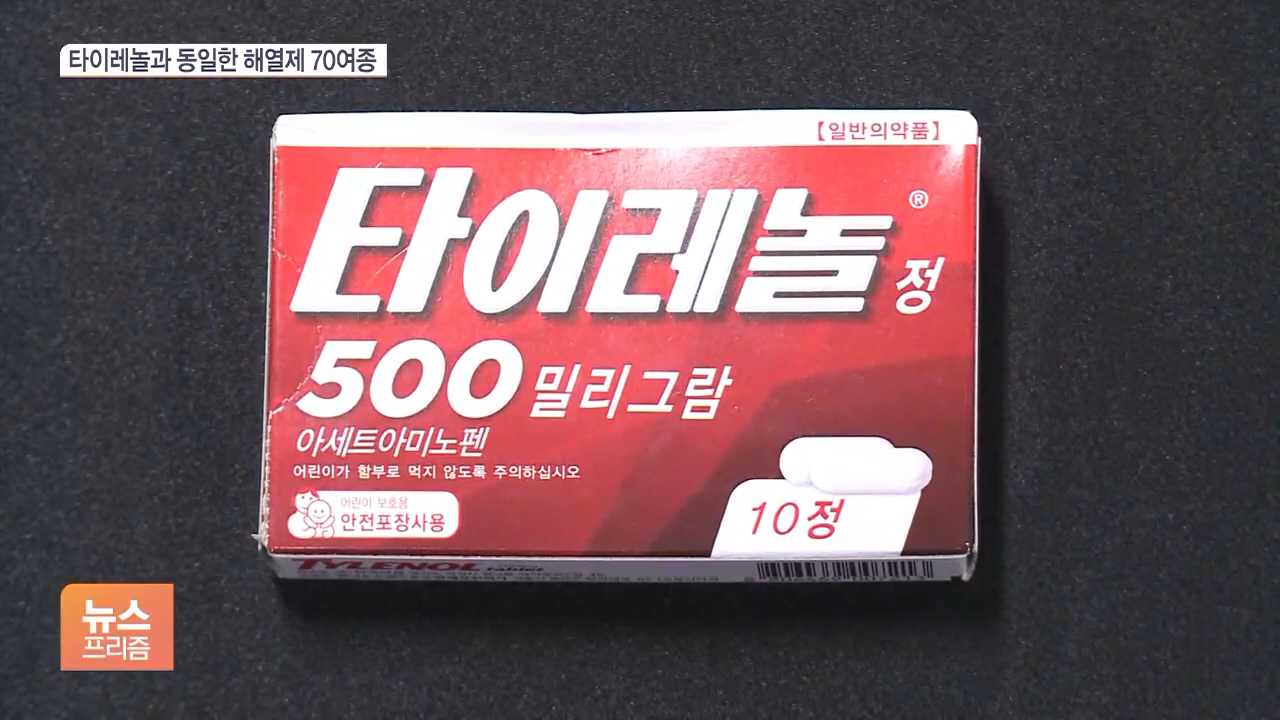 타이레놀과 동일한 해열제 70여종
【일반의약품】
타이레놀® 정
500 밀리그람
아세트아미노펜
어린이가 함부로 먹지 않도록 주의하십시오
어린이 보호용
안전포장사용
10정
TYLENOL tablet
뉴스
프리즘